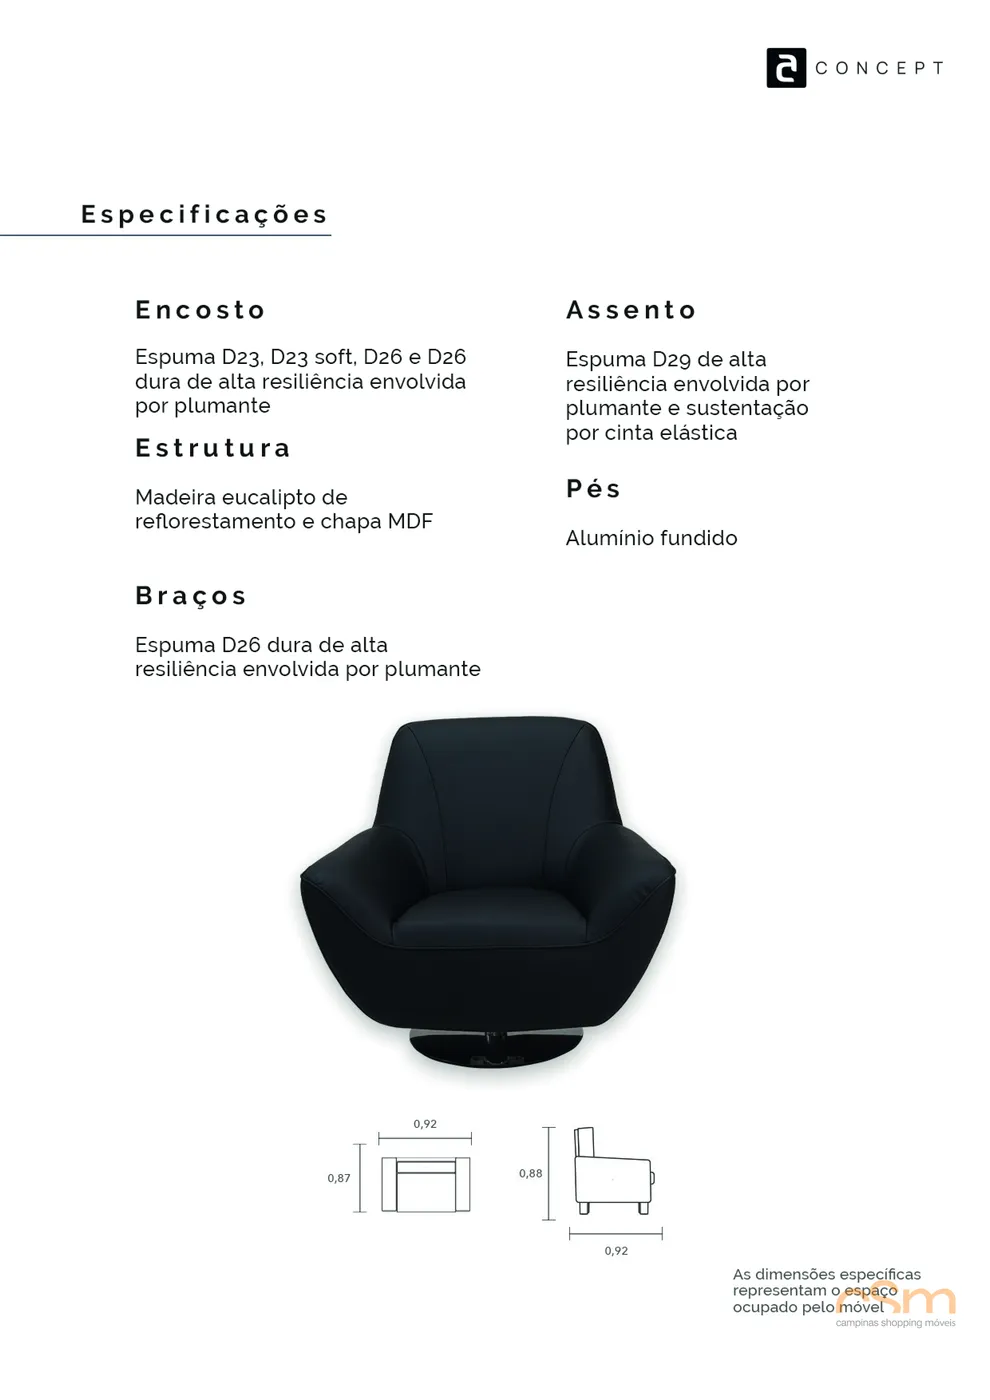 CONCEPT
Especificações
Encosto
Espuma D23, D23 soft, D26 e D26
dura de alta resiliência envolvida
por plumante
Estrutura
Madeira eucalipto de
reflorestamento e chapa MDF
Braços
Espuma D26 dura de alta
resiliência envolvida por plumante
Assento
Espuma D29 de alta
resiliência envolvida por
plumante e sustentação
por cinta elástica
Pés
Alumínio fundido
0,92
0,87
0,88
0,92
As dimensões específicas
representam o espaço
ocupado pelo móvel
csm
campinas shopping móveis